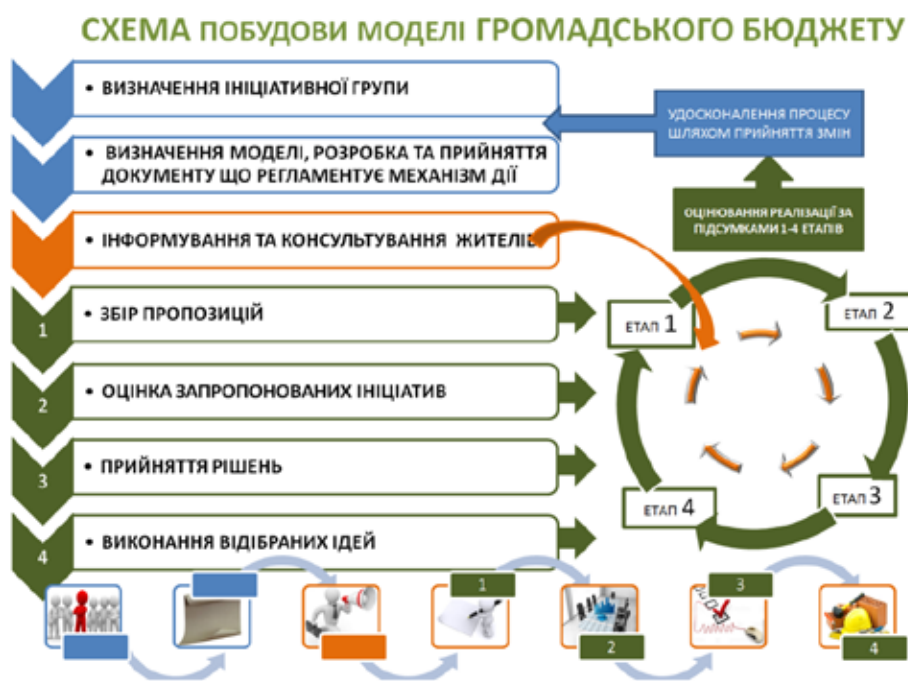 СХЕМА ПОБУДОВИ МОДЕЛІ ГРОМАДСЬКОГО БЮДЖЕТУ
• ВИЗНАЧЕННЯ ІНІЦІАТИВНОЇ ГРУПИ
УДОСКОНАЛЕННЯ ПРОЦЕСУ
ШЛЯХОМ ПРИЙНЯТТЯ ЗМІН
• ВИЗНАЧЕННЯ МОДЕЛІ, РОЗРОБКА ТА ПРИЙНЯТТЯ
ДОКУМЕНТУ ЩО РЕГЛАМЕНТУЄ МЕХАНІЗМ ДІЇ
ОЦІНЮВАННЯ РЕАЛІЗАЦІЇ ЗА
ПІДСУМКАМИ 1-4 ЕТАПІВ
• ІНФОРМУВАННЯ ТА КОНСУЛЬТУВАННЯ ЖИТЕЛІВ
1
• ЗБІР ПРОПОЗИЦІЙ
ЕТАП 1
ЕТАП 2
2
• ОЦІНКА ЗАПРОПОНОВАНИХ ІНІЦІАТИВ
3
• ПРИЙНЯТТЯ РІШЕНЬ
ЕТАП 4
ЕТАП 3
4
• ВИКОНАННЯ ВІДІБРАНИХ ІДЕЙ
1
2
3
4